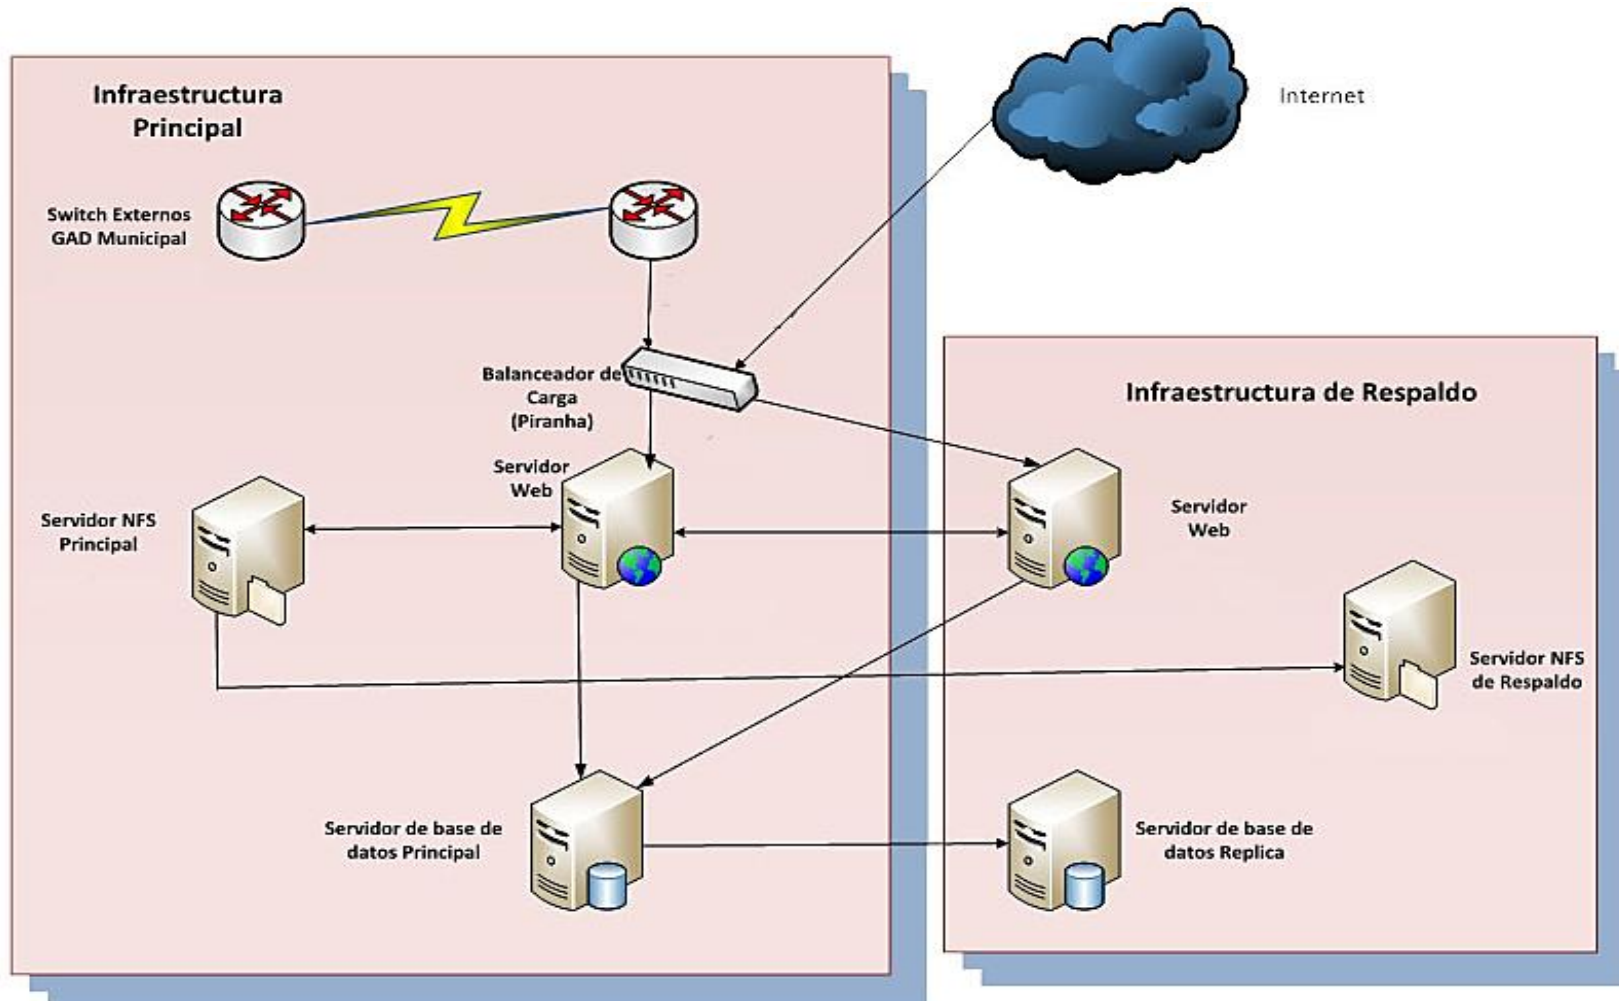 Infraestructura
Principal
Internet
Switch Externos
GAD Municipal
Balanceador de
Carga
(Piranha)
Infraestructura de Respaldo
Servidor
Web
Servidor NFS
Principal
Servidor
Web
Servidor NFS
de Respaldo
Servidor de base de
datos Principal
Servidor de base de
datos Replica